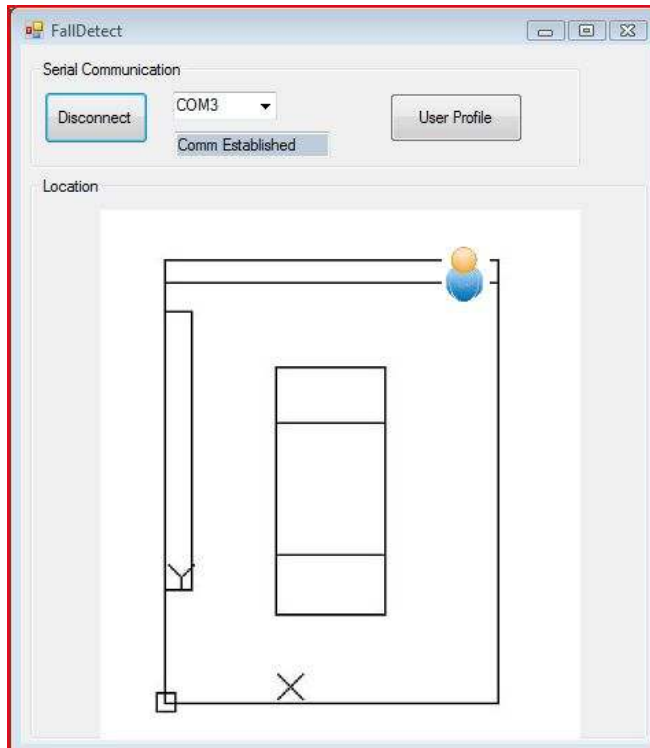 FallDetect
Serial Communication
Disconnect
COM3
User Profile
Comm Established
Location
Y
X